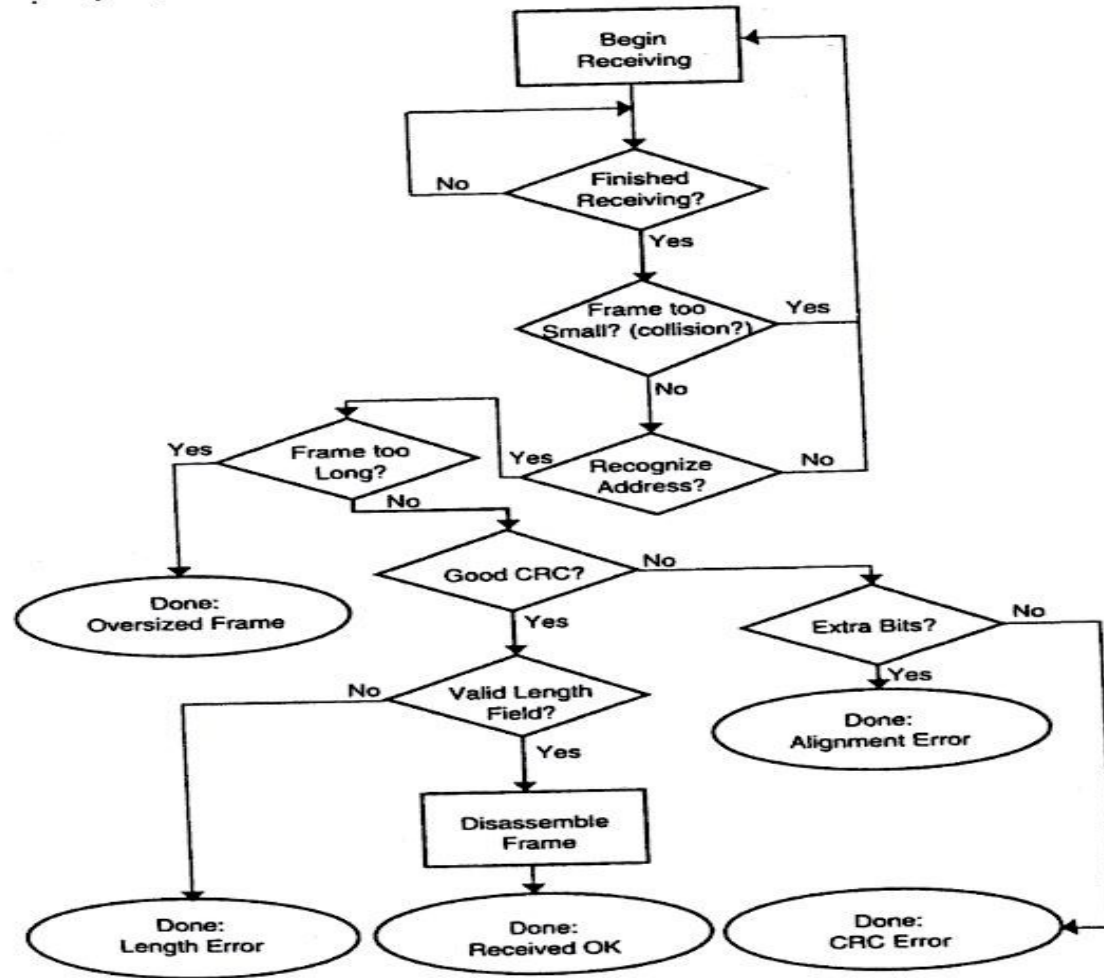 Begin
Receiving
No
Finished
Receiving?
Yes
Frame too
Small? (collision?)
Yes
No
Yes
Frame too
Long?
Yes
Recognize
Address?
No
No
Good CRC?
No
Done:
Oversized Frame
Yes
Extra Bits?
No
No
Valid Length
Field?
Yes
Done:
Alignment Error
Yes
Disassemble
Frame
Done:
Length Error
Done:
Received OK
Done:
CRC Error